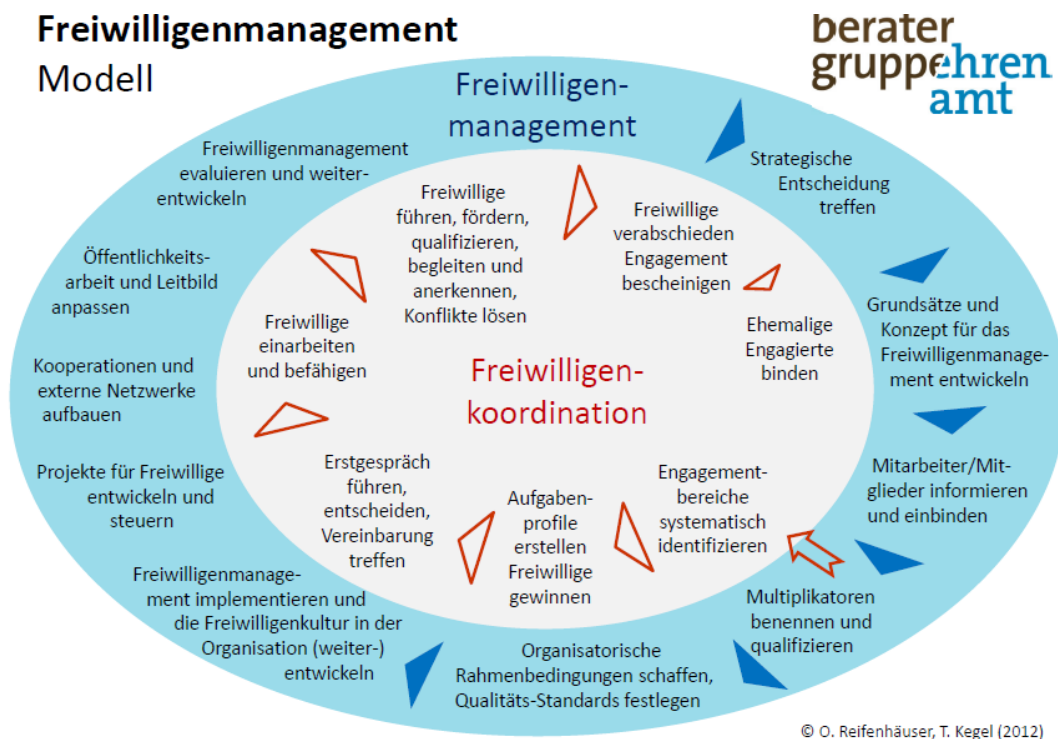 Freiwilligenmanagement
Modell
berater
gruppeehren
amt
Freiwilligen-
management
Strategische
Entscheidung
treffen
Grundsätze und
Konzept für das
Freiwilligenmanage-
ment entwickeln
Mitarbeiter/Mit-
glieder informieren
und einbinden
Multiplikatoren
benennen und
qualifizieren
Organisatorische
Rahmenbedingungen schaffen,
Qualitäts-Standards festlegen
Freiwilligenmanage-
ment implementieren und
die Freiwilligenkultur in der
Organisation (weiter-)
entwickeln
Projekte für Freiwillige
entwickeln und
steuern
Kooperationen und
externe Netzwerke
aufbauen
Öffentlichkeits-
arbeit und Leitbild
anpassen
Freiwilligenmanagement
evaluieren und weiter-
entwickeln
Freiwilligen-
koordination
Engagement-
bereiche
systematisch
identifizieren
Aufgaben-
profile
erstellen
Freiwillige
gewinnen
Erstgespräch
führen,
entscheiden,
Vereinbarung
treffen
Freiwillige
einarbeiten
und befähigen
Freiwillige
führen, fördern,
qualifizieren,
begleiten und
anerkennen,
Konflikte lösen
Freiwillige
verabschieden
Engagement
bescheinigen
Ehemalige
Engagierte
binden
© O. Reifenhäuser, T. Kegel (2012)